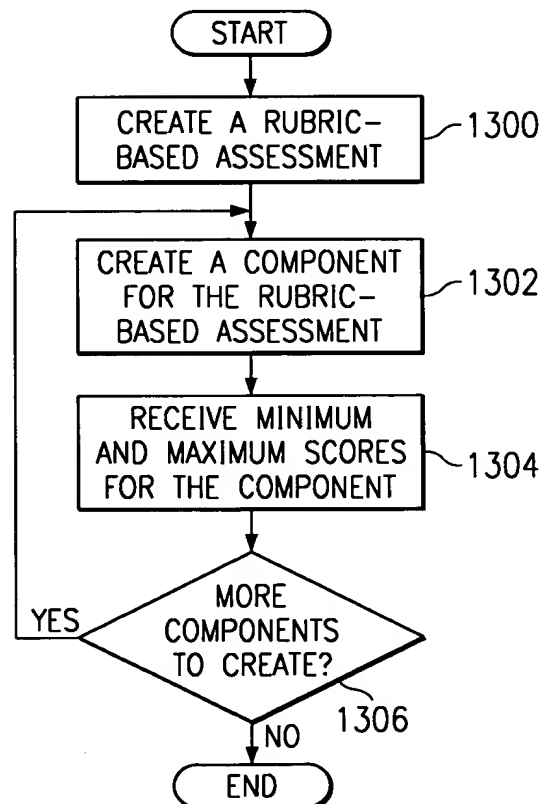 START
CREATE A RUBRIC-
BASED ASSESSMENT
1300
CREATE A COMPONENT
FOR THE RUBRIC-
BASED ASSESSMENT
1302
RECEIVE MINIMUM
AND MAXIMUM SCORES
FOR THE COMPONENT
1304
YES
MORE
COMPONENTS
TO CREATE?
1306
NO
END